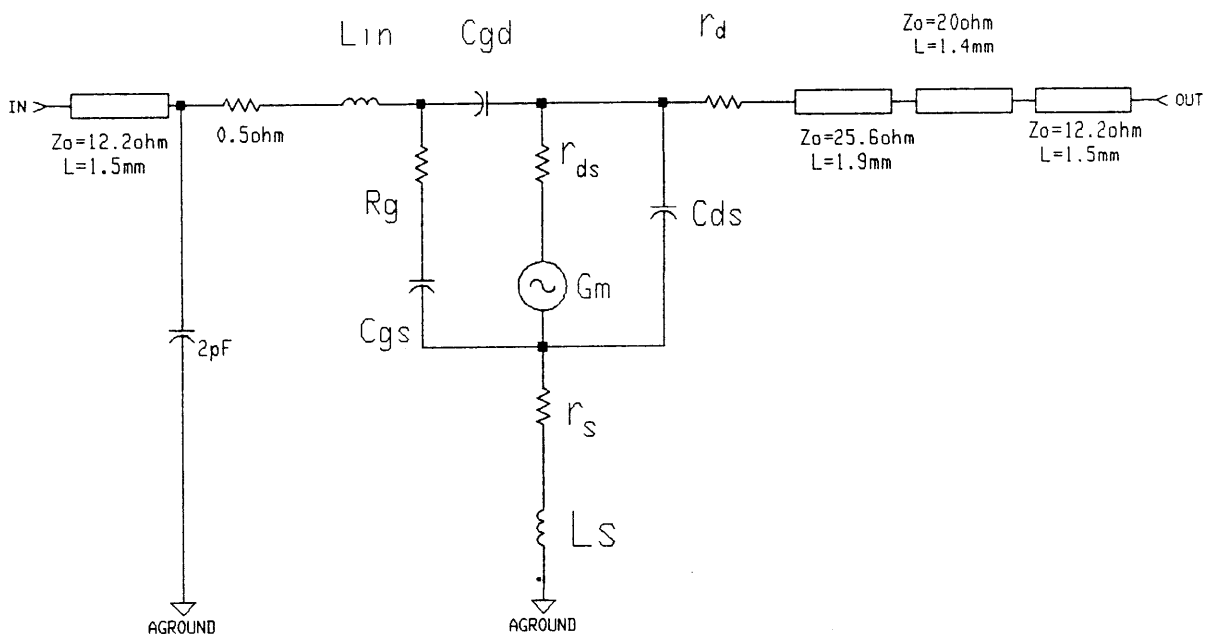 Lin
Cgd
rd
Zo=20ohm
L=1.4mm
IN
OUT
Zo=12.2ohm
L=1.5mm
0.5ohm
Zo=25.6ohm
L=1.9mm
Zo=12.2ohm
L=1.5mm
rds
Rg
Cds
Gm
Cgs
2pF
rs
Ls
AGROUND
AGROUND